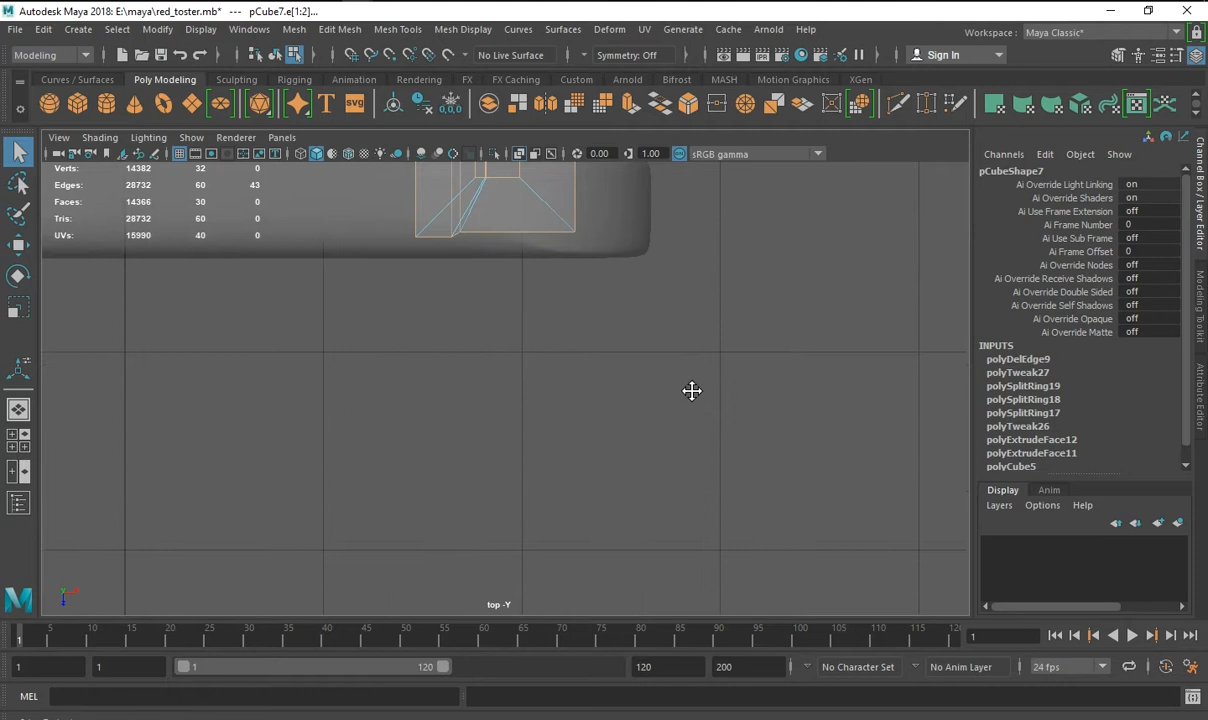 Autodesk Maya 2018: E:\maya\red_toster.mb* --- pCube7.e[1:2]...
File Edit Create Select Modify Display Windows Mesh Edit Mesh Mesh Tools Mesh Display Curves Surfaces Deform UV Generate Cache Arnold Help Workspace : Maya Classic*
Modeling No Live Surface Symmetry: Off Sign In
Curves / Surfaces Poly Modeling Sculpting Rigging Animation Rendering FX FX Caching Custom Arnold Bifrost MASH Motion Graphics XGen
View Shading Lighting Show Renderer Panels
0.00 1.00 sRGB gamma
Verts: 14382 32 0
Edges: 28732 60 43
Faces: 14366 30 0
Tris: 28732 60 0
UVs: 15990 40 0
top -Y
Channels Edit Object Show
pCubeShape7
Ai Override Light Linking on
Ai Override Shaders on
Ai Use Frame Extension off
Ai Frame Number 0
Ai Use Sub Frame off
Ai Frame Offset 0
Ai Override Nodes off
Ai Override Receive Shadows off
Ai Override Double Sided off
Ai Override Self Shadows off
Ai Override Opaque off
Ai Override Matte off
INPUTS
polyDelEdge9
polyTweak27
polySplitRing19
polySplitRing18
polySplitRing17
polyTweak26
polyExtrudeFace12
polyExtrudeFace11
polyCube5
Display Anim
Layers Options Help
Channel Box / Layer Editor
Modeling Toolkit
Attribute Editor
1 5 10 15 20 25 30 35 40 45 50 55 60 65 70 75 80 85 90 95 100 105 110 115 12 1
1 1 1 120 120 200 No Character Set No Anim Layer 24 fps
MEL